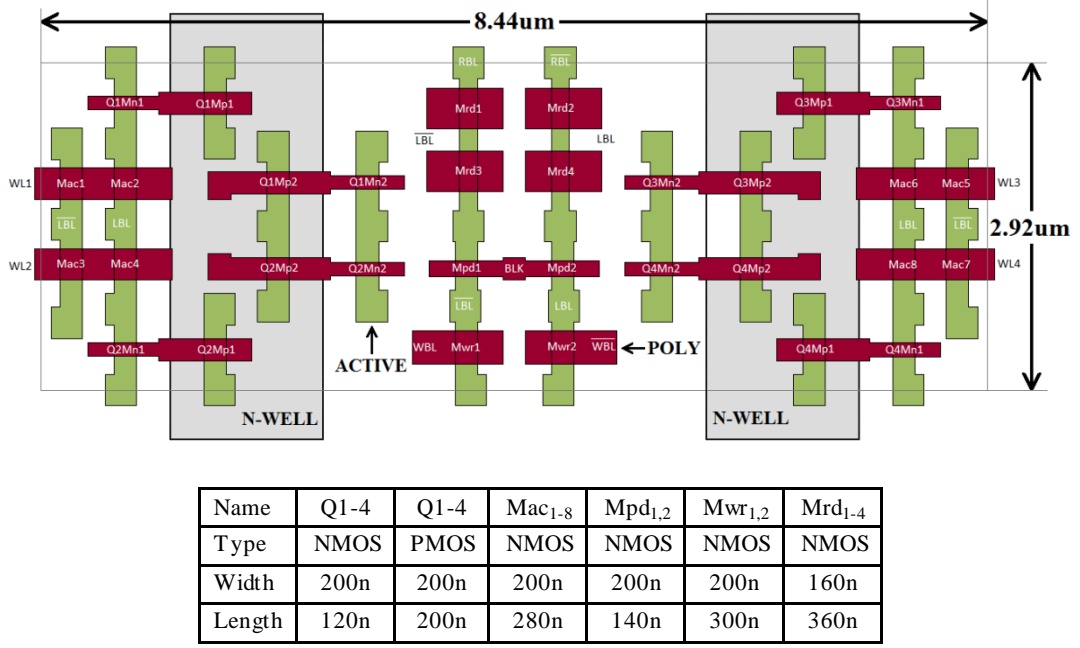 8.44um
RBL RBL
Q1Mn1 Q1Mp1 Mrd1 Mrd2 Q3Mp1 Q3Mn1
LBL LBL
WL1 Mac1 Mac2 Q1Mp2 Q1Mn2 Mrd3 Mrd4 Q3Mn2 Q3Mp2 Mac6 Mac5 WL3
LBL LBL LBL LBL 2.92um
WL2 Mac3 Mac4 Q2Mp2 Q2Mn2 Mpd1 BLK Mpd2 Q4Mn2 Q4Mp2 Mac8 Mac7 WL4
LBL LBL
Q2Mn1 Q2Mp1 WBL Mwr1 Mwr2 WBL POLY Q4Mp1 Q4Mn1
ACTIVE
N-WELL N-WELL
Name Q1-4 Q1-4 Mac1-8 Mpd1,2 Mwr1,2 Mrd1-4
Type NMOS PMOS NMOS NMOS NMOS NMOS
Width 200n 200n 200n 200n 200n 160n
Length 120n 200n 280n 140n 300n 360n